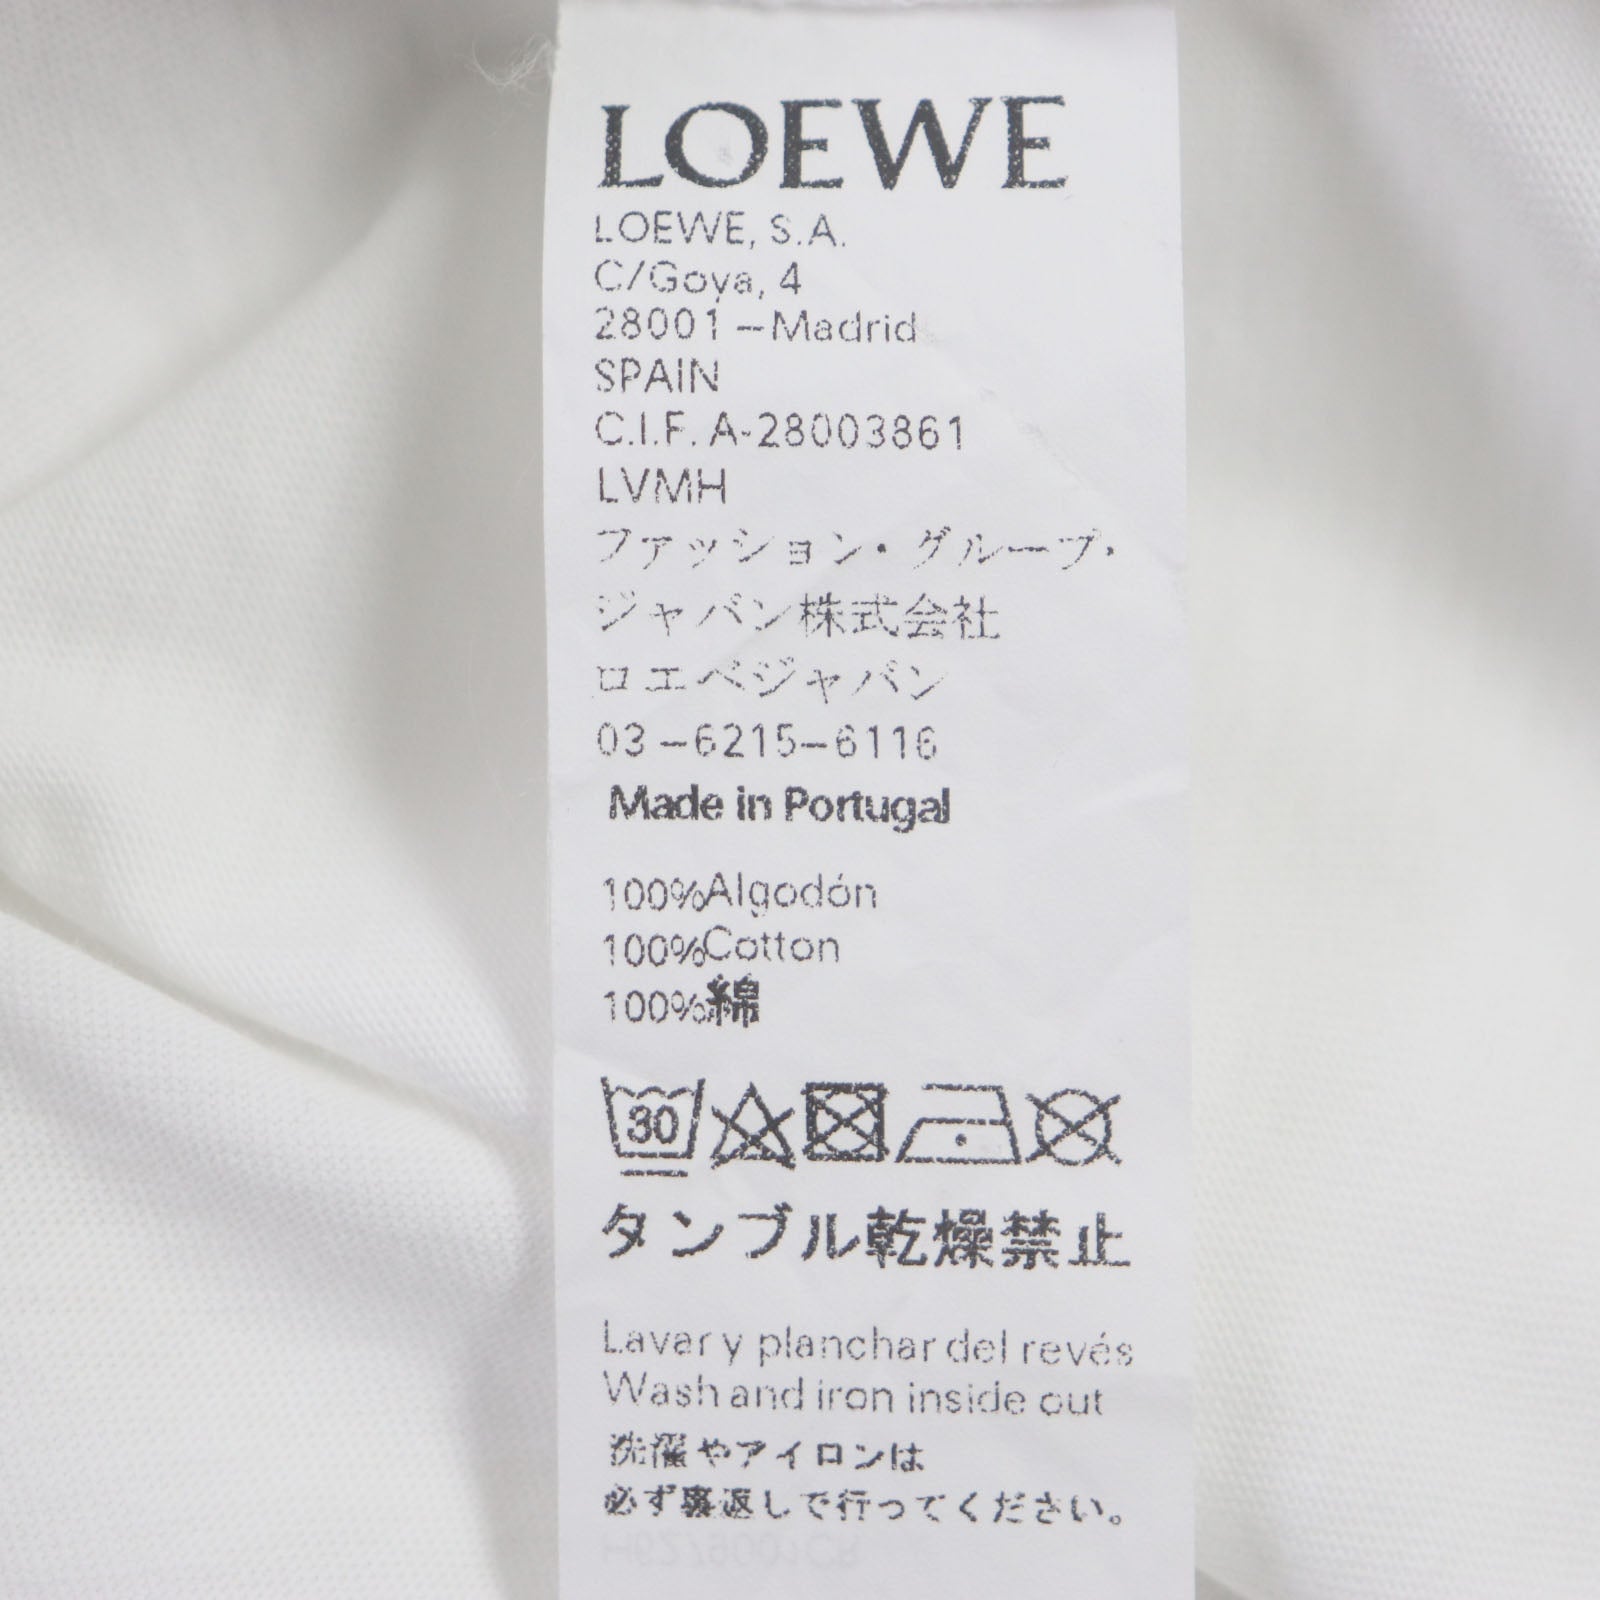 LOEWE
LOEWE, S.A.
C/Goya, 4
28001 –Madrid
SPAIN
C.I.F. A-28003861
LVMH
ファッション・グループ・
ジャパン株式会社
ロエベジャパン
03–6215–6116
Made in Portugal
100%Algodón
100%Cotton
100%綿
30
タンブル乾燥禁止
Lavar y planchar del revés
Wash and iron inside out
洗濯やアイロンは
必ず裏返しで行ってください。